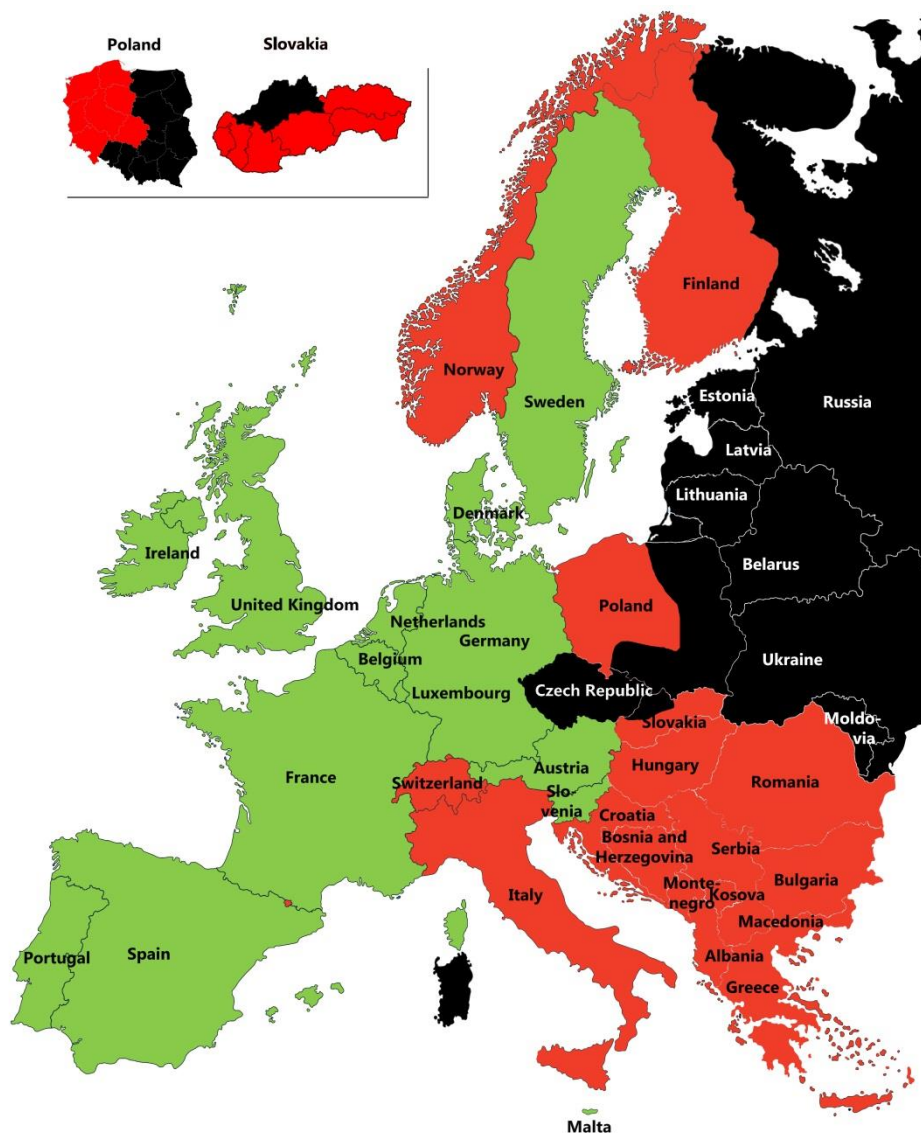 Poland
Slovakia
Finland
Norway
Sweden
Estonia
Russia
Latvia
Lithuania
Denmark
Ireland
Belarus
United Kingdom
Poland
Netherlands
Germany
Belgium
Ukraine
Luxembourg
Czech Republic
Slovakia
Moldo-
via
Hungary
Austria
France
Switzerland
Romania
Slo-
venia
Croatia
Bosnia and
Herzegovina
Serbia
Bulgaria
Monte-
negro
Kosova
Italy
Macedonia
Portugal
Spain
Albania
Greece
Malta